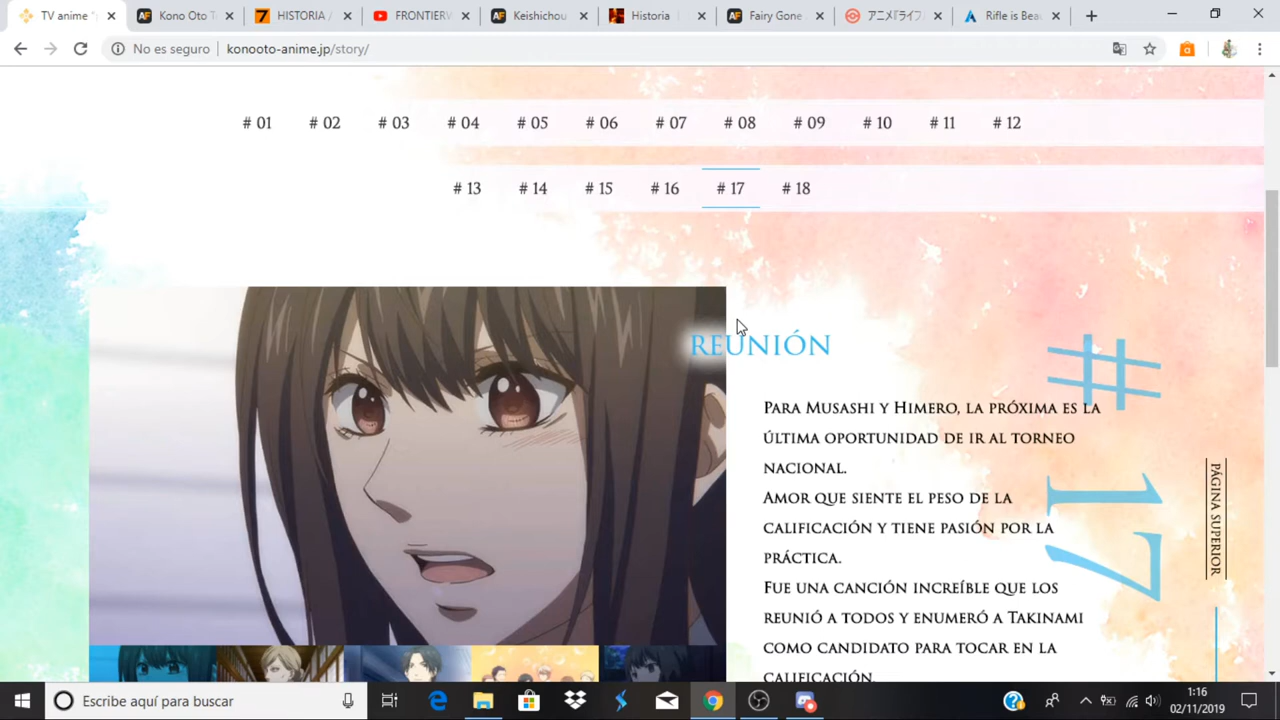 TV anime "
Kono Oto T
HISTORIA /
FRONTIERV
Keishichou
Historia
Fairy Gone
アニメ『ライフル
Rifle is Bea
No es seguro
konooto-anime.jp/story/
# 01 # 02 # 03 # 04 # 05 # 06 # 07 # 08 # 09 # 10 # 11 # 12
# 13 # 14 # 15 # 16 # 17 # 18
REUNIÓN
PARA MUSASHI Y HIMERO, LA PRÓXIMA ES LA
ÚLTIMA OPORTUNIDAD DE IR AL TORNEO
NACIONAL.
AMOR QUE SIENTE EL PESO DE LA
CALIFICACIÓN Y TIENE PASIÓN POR LA
PRÁCTICA.
FUE UNA CANCIÓN INCREÍBLE QUE LOS
REUNIÓ A TODOS Y ENUMERÓ A TAKINAMI
COMO CANDIDATO PARA TOCAR EN LA
CALIFICACIÓN.
# 17
PÁGINA SUPERIOR
Escribe aquí para buscar
1:16
02/11/2019